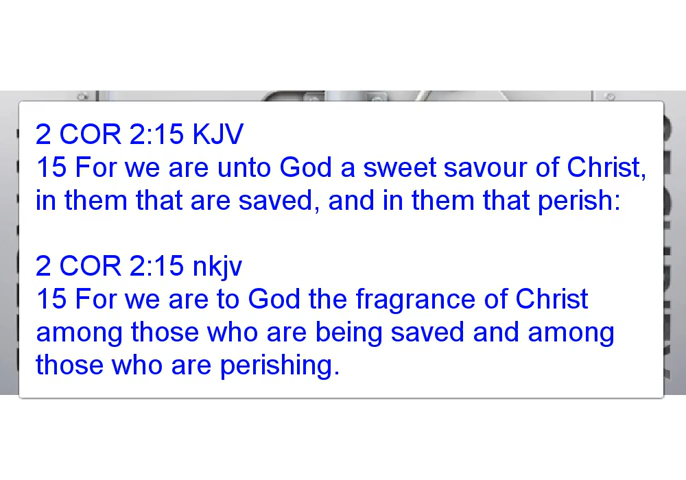 2 COR 2:15 KJV
15 For we are unto God a sweet savour of Christ,
in them that are saved, and in them that perish:
2 COR 2:15 nkjv
15 For we are to God the fragrance of Christ
among those who are being saved and among
those who are perishing.